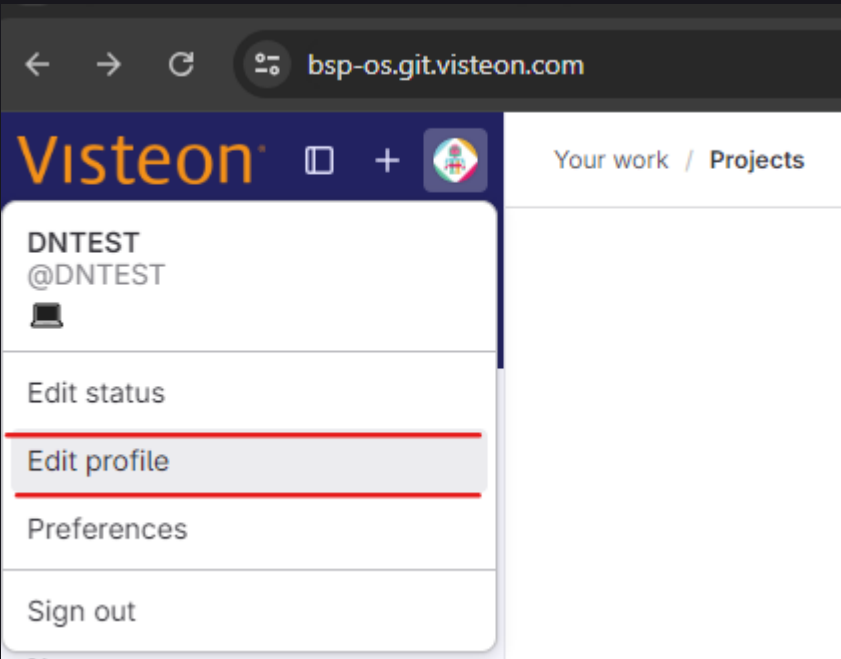 bsp-os.git.visteon.com
Visteon
Your work / Projects
DNTEST
@DNTEST
Edit status
Edit profile
Preferences
Sign out